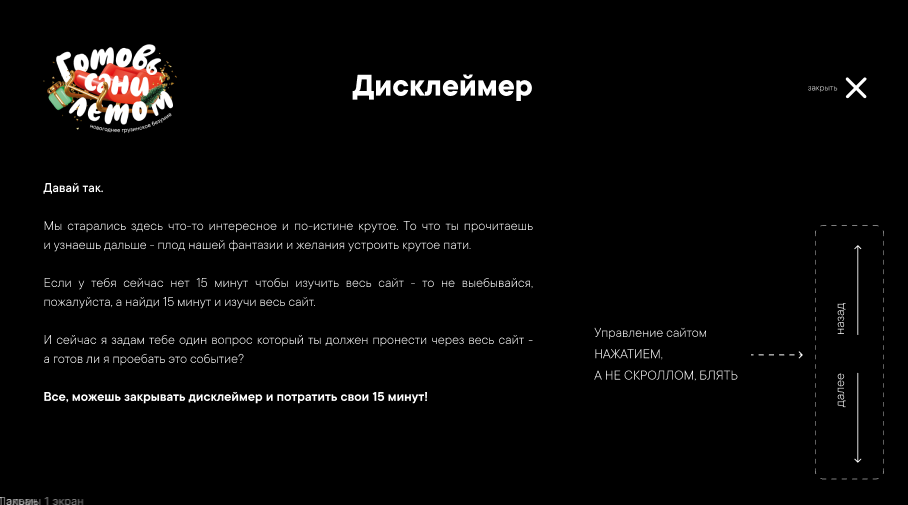 Готовь
сани
летом
новогоднее грузинское безумие
Дисклеймер
закрыть
Давай так.
Мы старались здесь что-то интересное и по-истине крутое. То что ты прочитаешь
и узнаешь дальше - плод нашей фантазии и желания устроить крутое пати.
Если у тебя сейчас нет 15 минут чтобы изучить весь сайт - то не выебывайся,
пожалуйста, а найди 15 минут и изучи весь сайт.
И сейчас я задам тебе один вопрос который ты должен пронести через весь сайт -
а готов ли я проебать это событие?
Все, можешь закрывать дисклеймер и потратить свои 15 минут!
Управление сайтом
НАЖАТИЕМ,
А НЕ СКРОЛЛОМ, БЛЯТЬ
назад
далее
1 экран